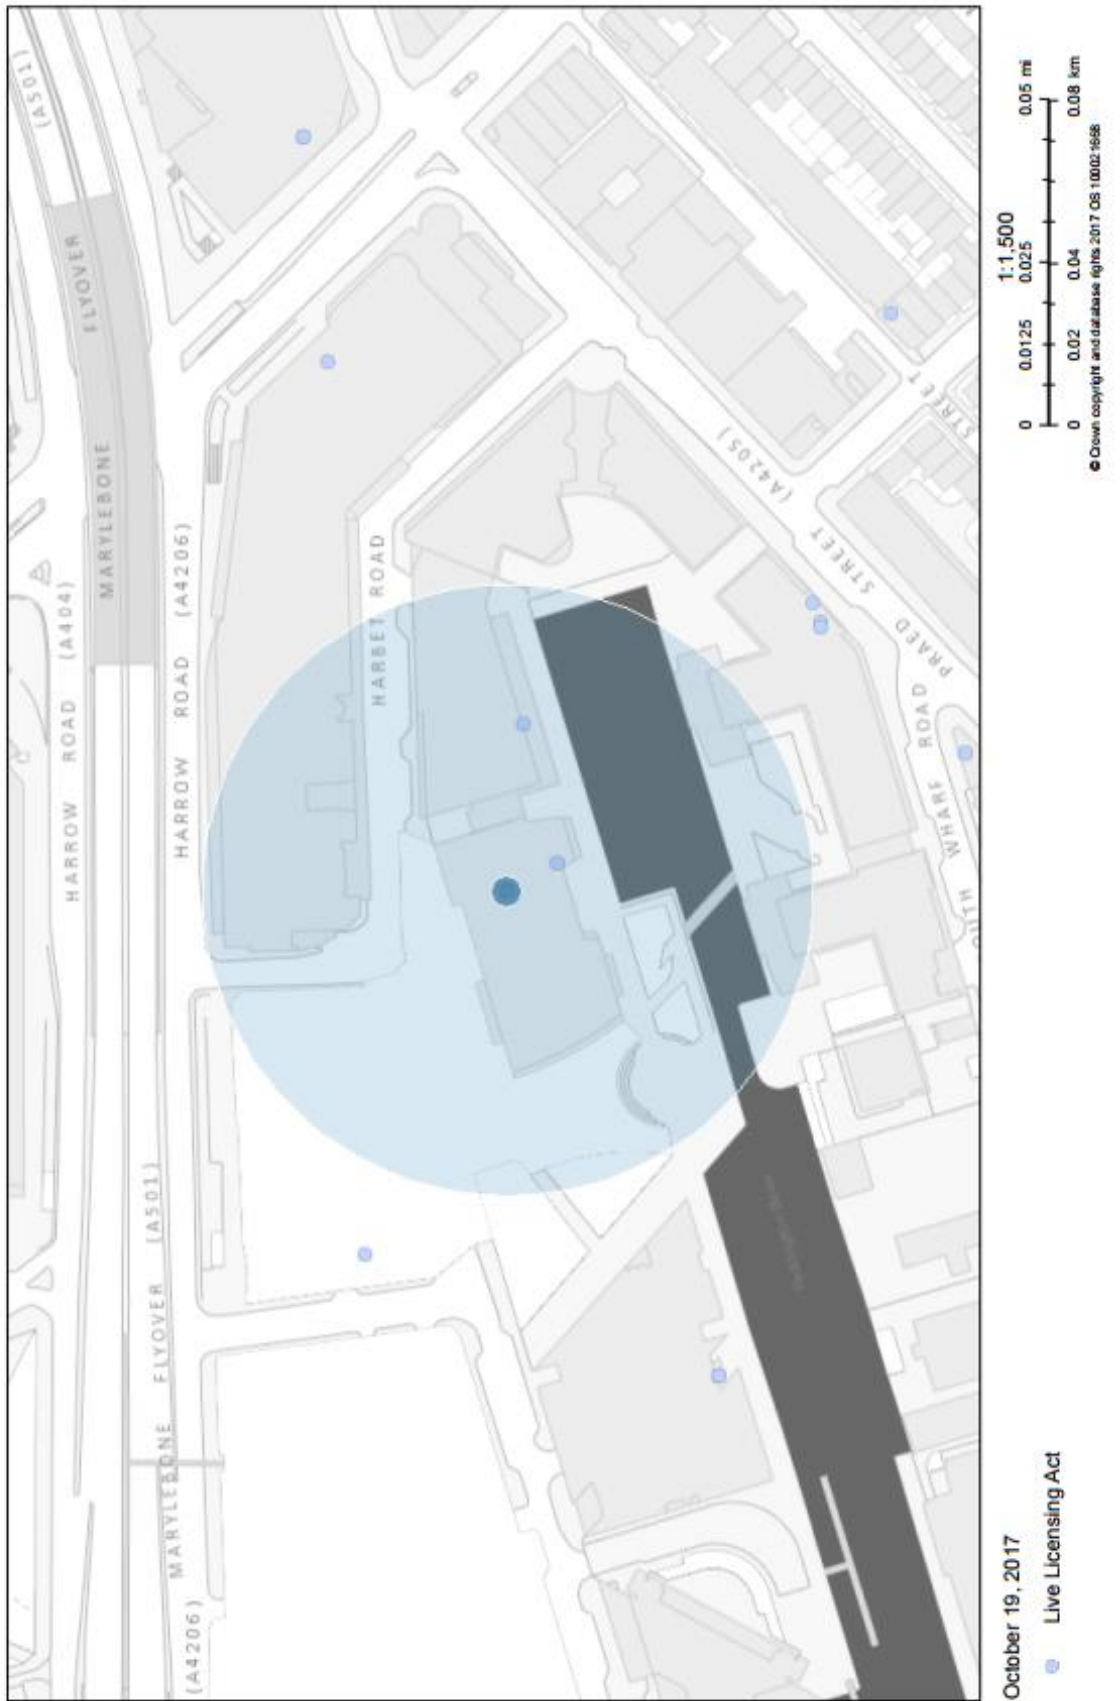 HARROW ROAD (A404)
MARYLEBONE FLYOVER
(A501)
HARROW ROAD (A4206)
MARYLEBONE FLYOVER (A501)
(A4206)
HARBET ROAD
PRAED STREET (A4205)
STREET
WHARF ROAD
October 19, 2017
Live Licensing Act
1:1,500
0 0.0125 0.025 0.05 mi
0 0.02 0.04 0.08 km
© Crown copyright and database rights 2017 OS 100021668